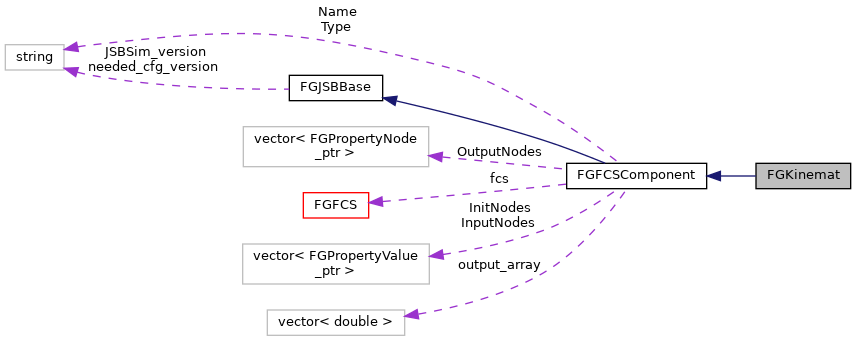 Name
Type
string
JSBSim_version
needed_cfg_version
FGJSBBase
vector< FGPropertyNode
_ptr >
OutputNodes
FGFCSComponent
FGKinemat
fcs
FGFCS
InitNodes
InputNodes
vector< FGPropertyValue
_ptr >
output_array
vector< double >